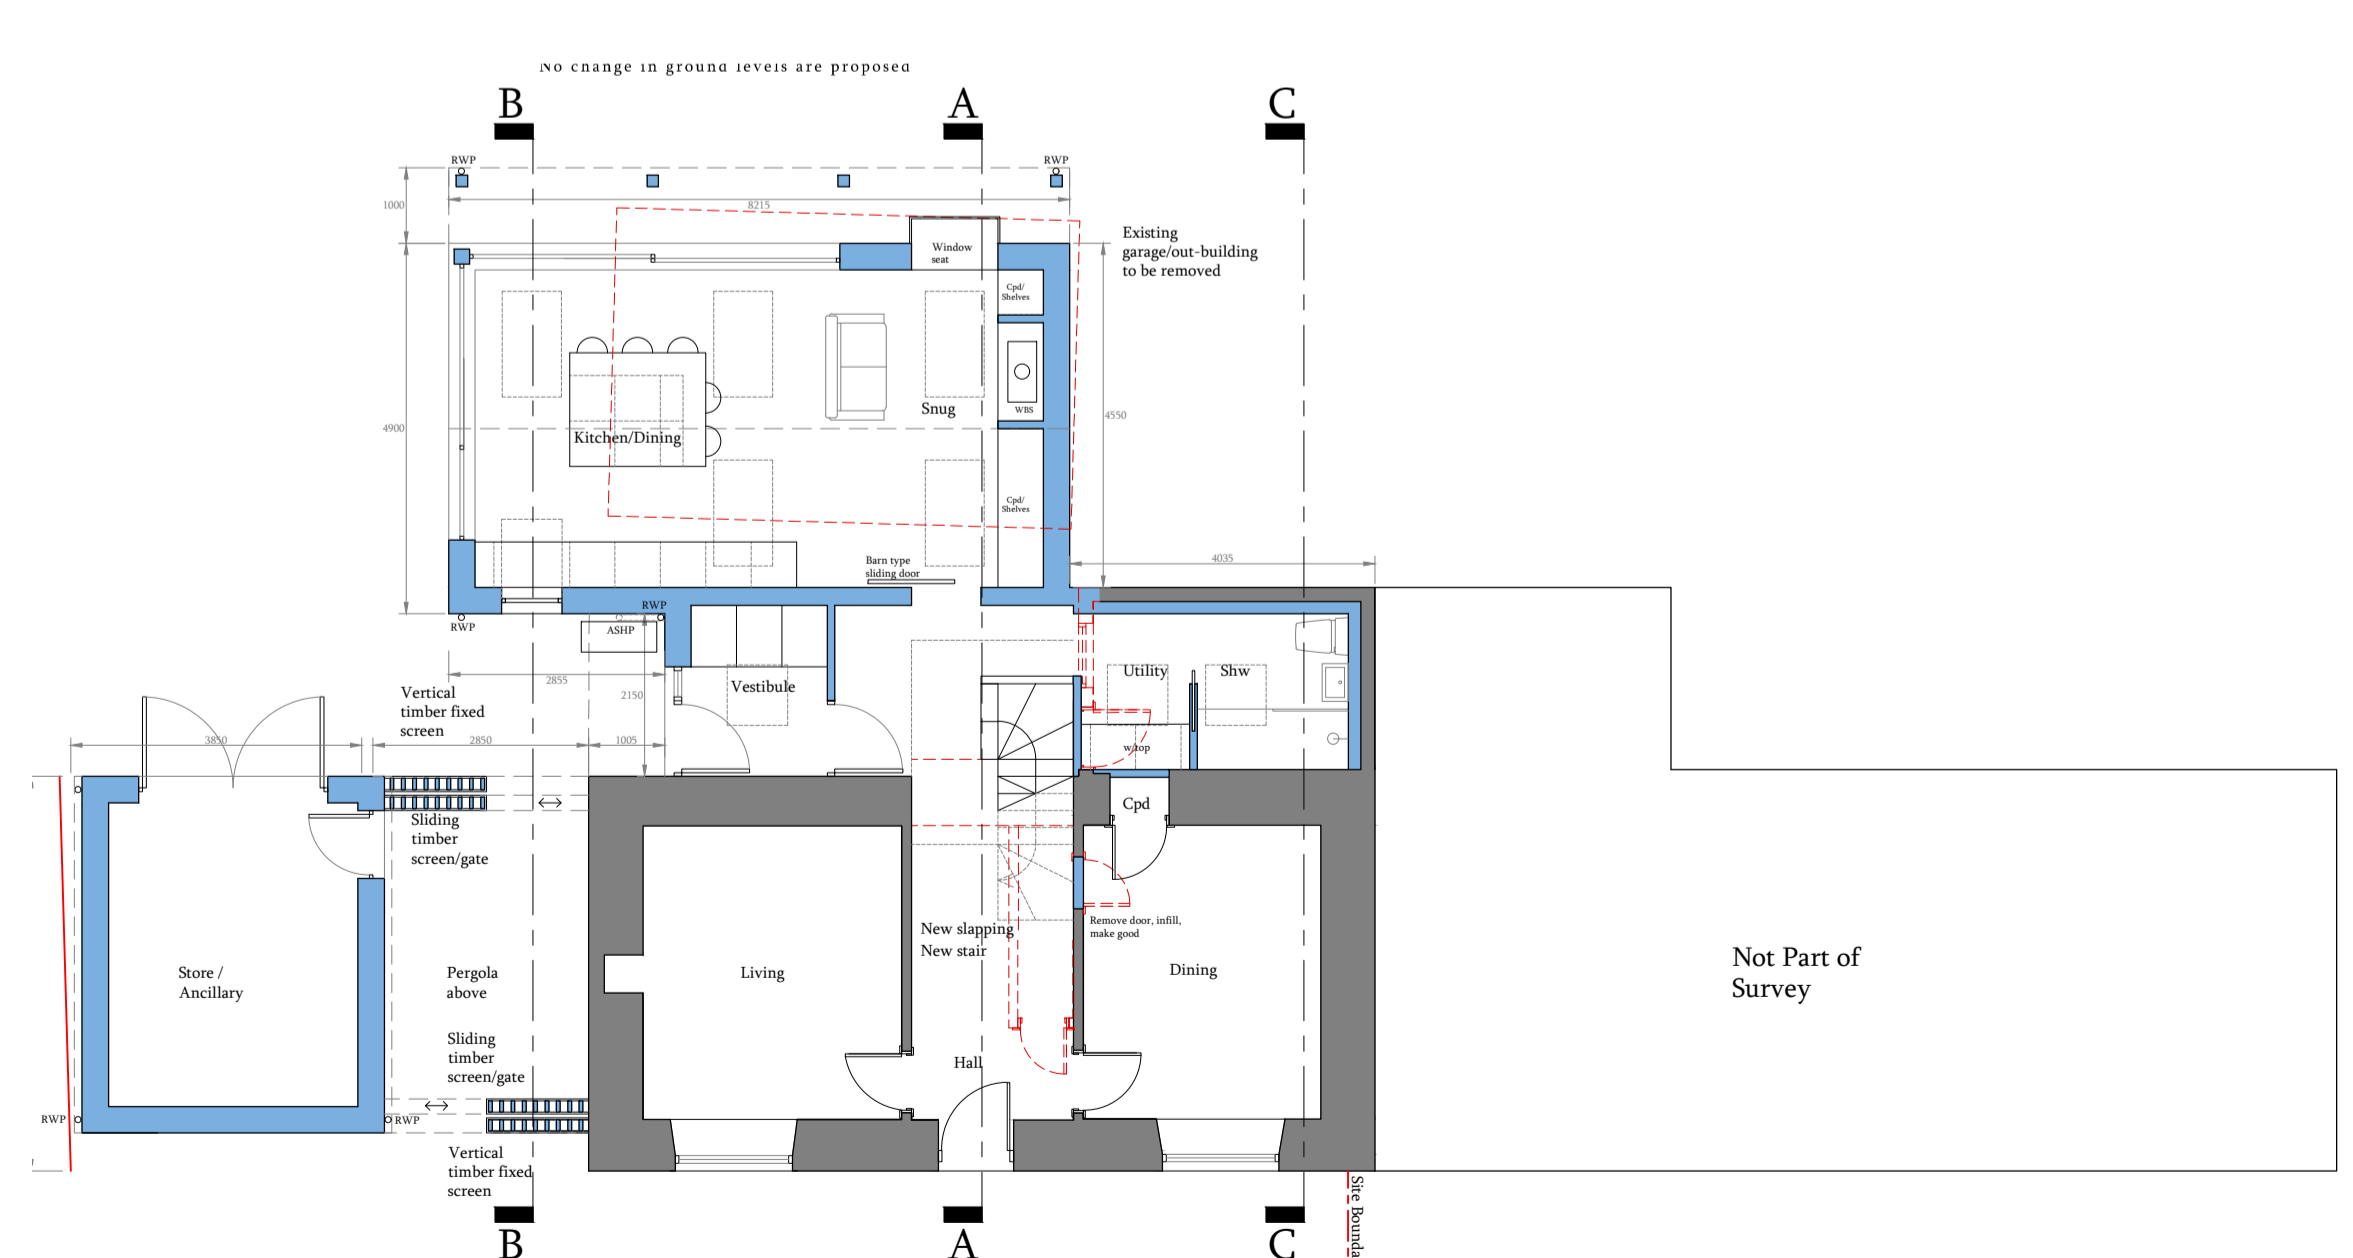 No change in ground levels are proposed
B
A
C
RWP
RWP
1000
8215
Existing
garage/out-building
to be removed
Window
seat
Cpd/
Shelves
WBS
Snug
4900
4550
Kitchen/Dining
Cpd/
Shelves
Barn type
sliding door
4035
RWP
RWP
ASHP
2855
2150
Vestibule
Utility
Shw
Vertical
timber fixed
screen
3850
2850
1005
w/top
Sliding
timber
screen/gate
Cpd
New slapping
New stair
Remove door, infill,
make good
Store /
Ancillary
Pergola
above
Living
Dining
Not Part of
Survey
Sliding
timber
screen/gate
Hall
RWP
RWP
Vertical
timber fixed
screen
Site Bounda
B
A
C